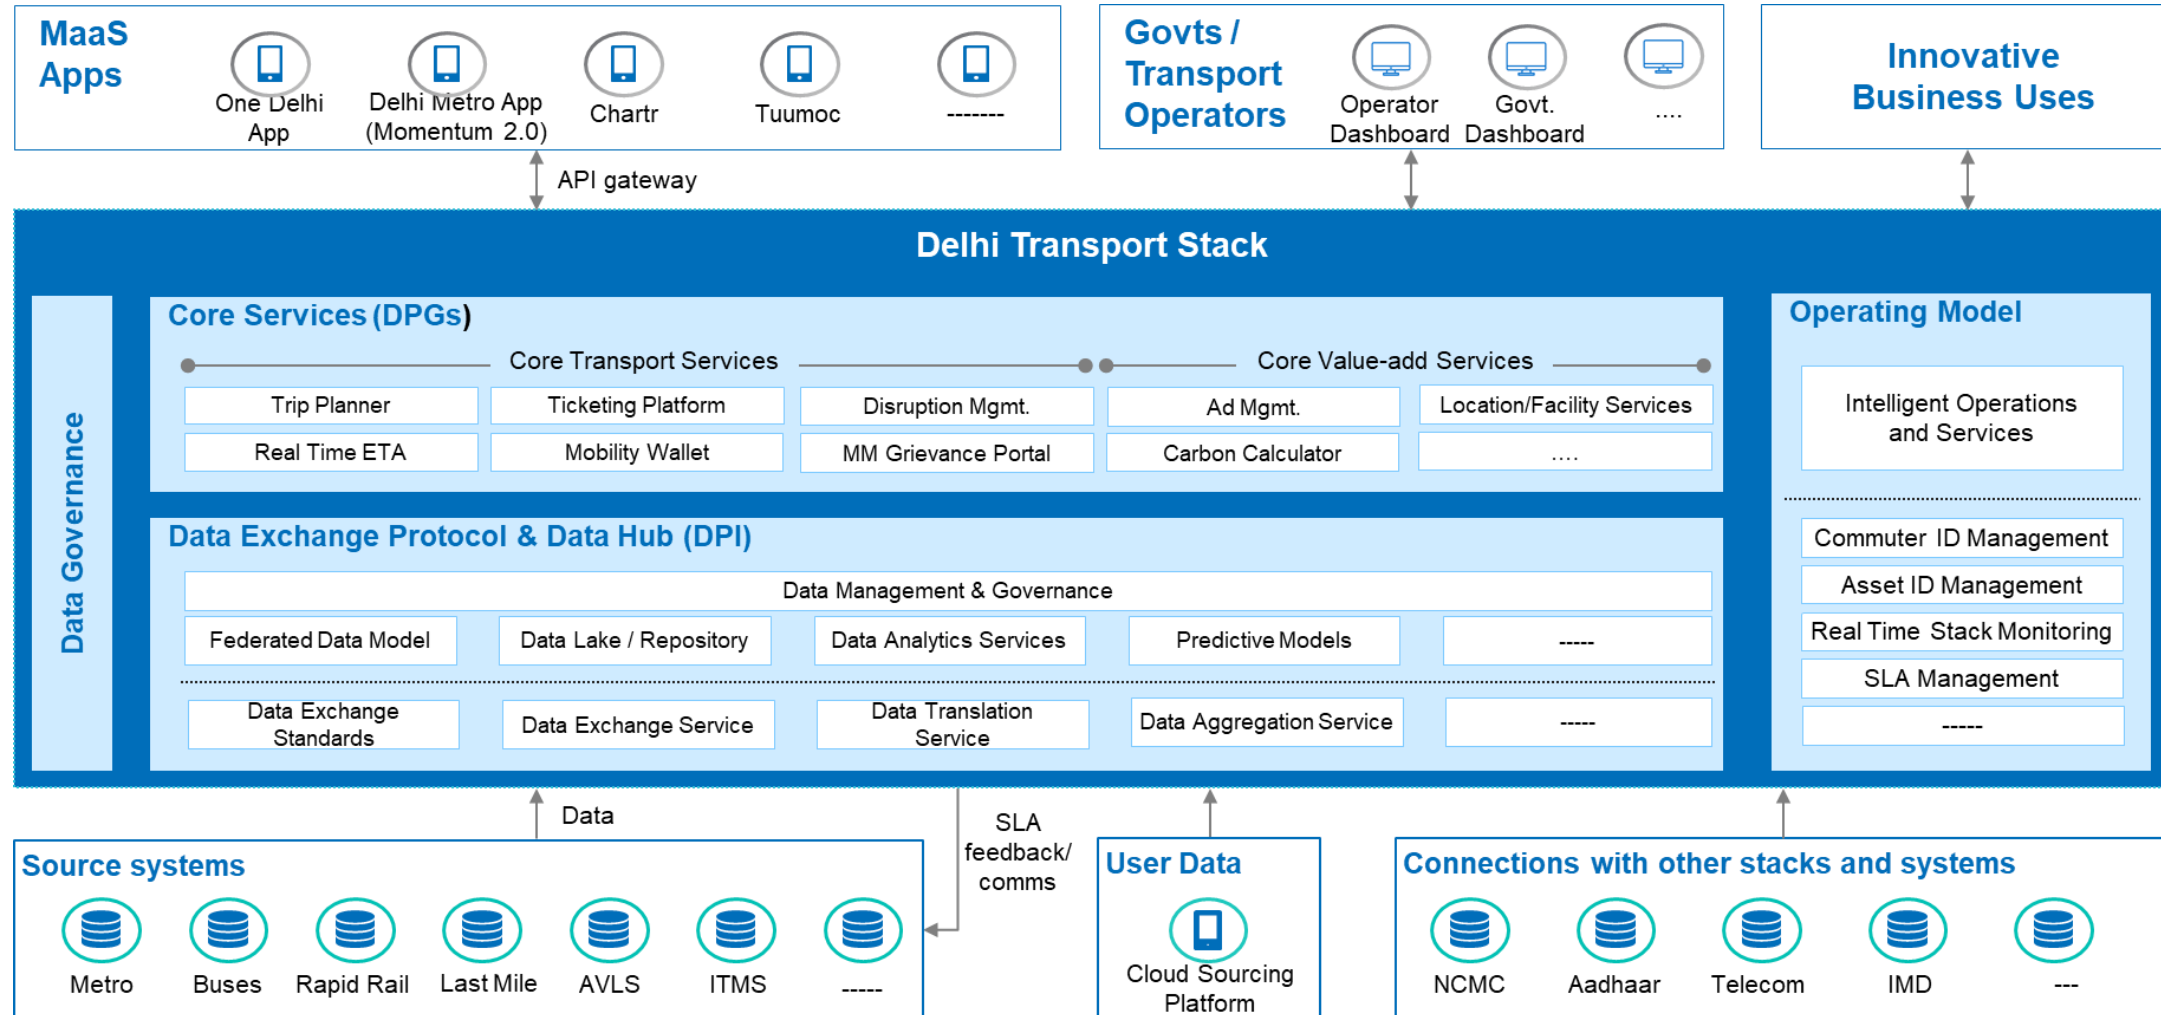 MaaS
Apps
One Delhi
App
Delhi Metro App
(Momentum 2.0)
Chartr
Tuumoc
-------
Govts /
Transport
Operators
Operator
Dashboard
Govt.
Dashboard
....
Innovative
Business Uses
API gateway
Delhi Transport Stack
Data Governance
Core Services (DPGs)
Core Transport Services
Core Value-add Services
Trip Planner
Ticketing Platform
Disruption Mgmt.
Ad Mgmt.
Location/Facility Services
Real Time ETA
Mobility Wallet
MM Grievance Portal
Carbon Calculator
....
Data Exchange Protocol & Data Hub (DPI)
Data Management & Governance
Federated Data Model
Data Lake / Repository
Data Analytics Services
Predictive Models
-----
Data Exchange
Standards
Data Exchange Service
Data Translation
Service
Data Aggregation Service
-----
Operating Model
Intelligent Operations
and Services
Commuter ID Management
Asset ID Management
Real Time Stack Monitoring
SLA Management
-----
Data
SLA
feedback/
comms
Source systems
Metro
Buses
Rapid Rail
Last Mile
AVLS
ITMS
-----
User Data
Cloud Sourcing
Platform
Connections with other stacks and systems
NCMC
Aadhaar
Telecom
IMD
---